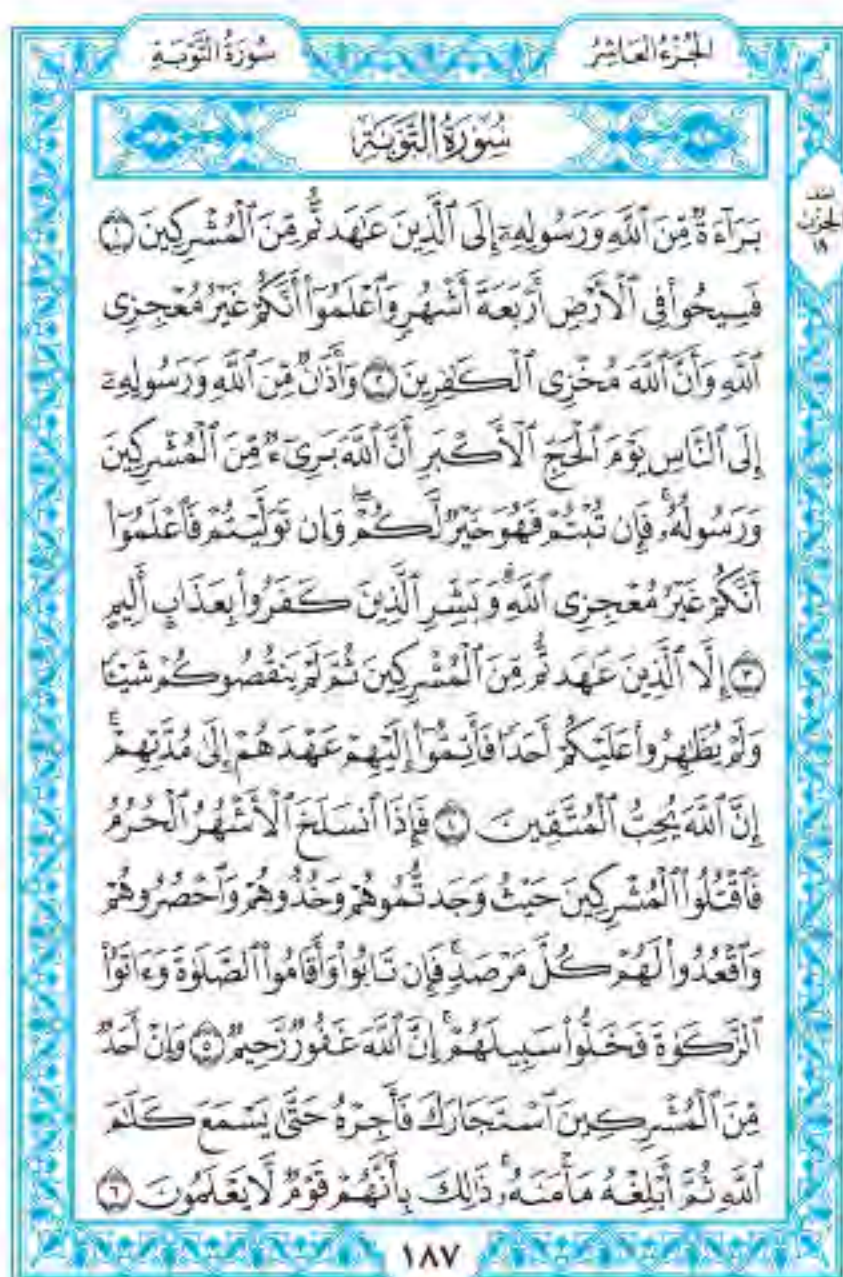 الجُزْءُ العَاشِرُ
سُورَةُ التَّوْبَةِ
سُورَةُ التَّوْبَةِ
بَرَآءَةٌ مِّنَ ٱللَّهِ وَرَسُولِهِۦٓ إِلَى ٱلَّذِينَ عَٰهَدتُّم مِّنَ ٱلْمُشْرِكِينَ ١
فَسِيحُوا۟ فِى ٱلْأَرْضِ أَرْبَعَةَ أَشْهُرٍ وَٱعْلَمُوٓا۟ أَنَّكُمْ غَيْرُ مُعْجِزِى
ٱللَّهِ وَأَنَّ ٱللَّهَ مُخْزِى ٱلْكَٰفِرِينَ ٢ وَأَذَٰنٌ مِّنَ ٱللَّهِ وَرَسُولِهِۦٓ
إِلَى ٱلنَّاسِ يَوْمَ ٱلْحَجِّ ٱلْأَكْبَرِ أَنَّ ٱللَّهَ بَرِىٓءٌ مِّنَ ٱلْمُشْرِكِينَ
وَرَسُولُهُۥ فَإِن تُبْتُمْ فَهُوَ خَيْرٌ لَّكُمْ وَإِن تَوَلَّيْتُمْ فَٱعْلَمُوٓا۟
أَنَّكُمْ غَيْرُ مُعْجِزِى ٱللَّهِ وَبَشِّرِ ٱلَّذِينَ كَفَرُوا۟ بِعَذَابٍ أَلِيمٍ
٣ إِلَّا ٱلَّذِينَ عَٰهَدتُّم مِّنَ ٱلْمُشْرِكِينَ ثُمَّ لَمْ يَنقُصُوكُمْ شَيْـًٔا
وَلَمْ يُظَٰهِرُوا۟ عَلَيْكُمْ أَحَدًا فَأَتِمُّوٓا۟ إِلَيْهِمْ عَهْدَهُمْ إِلَىٰ مُدَّتِهِمْ
إِنَّ ٱللَّهَ يُحِبُّ ٱلْمُتَّقِينَ ٤ فَإِذَا ٱنسَلَخَ ٱلْأَشْهُرُ ٱلْحُرُمُ
فَٱقْتُلُوا۟ ٱلْمُشْرِكِينَ حَيْثُ وَجَدتُّمُوهُمْ وَخُذُوهُمْ وَٱحْصُرُوهُمْ
وَٱقْعُدُوا۟ لَهُمْ كُلَّ مَرْصَدٍ فَإِن تَابُوا۟ وَأَقَامُوا۟ ٱلصَّلَوٰةَ وَءَاتَوُا۟
ٱلزَّكَوٰةَ فَخَلُّوا۟ سَبِيلَهُمْ إِنَّ ٱللَّهَ غَفُورٌ رَّحِيمٌ ٥ وَإِنْ أَحَدٌ
مِّنَ ٱلْمُشْرِكِينَ ٱسْتَجَارَكَ فَأَجِرْهُ حَتَّىٰ يَسْمَعَ كَلَٰمَ
ٱللَّهِ ثُمَّ أَبْلِغْهُ مَأْمَنَهُۥ ذَٰلِكَ بِأَنَّهُمْ قَوْمٌ لَّا يَعْلَمُونَ ٦
الحِزْبُ
١٩
١٨٧